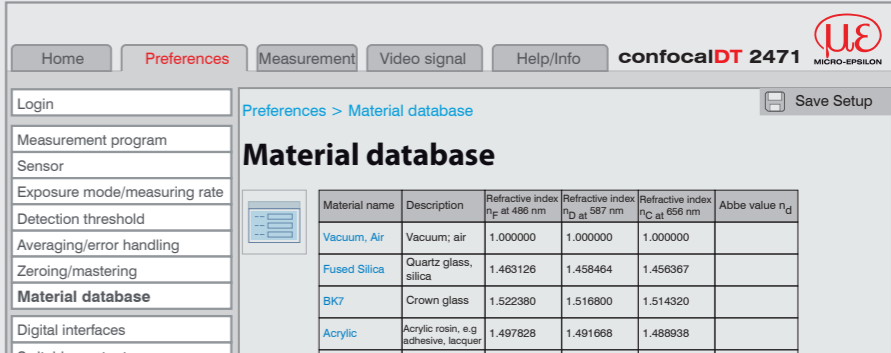 Home
Preferences
Measurement
Video signal
Help/Info
confocalDT 2471
με
MICRO-EPSILON
Login
Preferences > Material database
Save Setup
Measurement program
Sensor
Exposure mode/measuring rate
Detection threshold
Averaging/error handling
Zeroing/mastering
Material database
Digital interfaces
Material database
Material name
Description
Refractive index
nF at 486 nm
Refractive index
nD at 587 nm
Refractive index
nC at 656 nm
Abbe value nd
Vacuum, Air
Vacuum; air
1.000000
1.000000
1.000000
Fused Silica
Quartz glass,
silica
1.463126
1.458464
1.456367
BK7
Crown glass
1.522380
1.516800
1.514320
Acrylic
Acrylic rosin, e.g
adhesive, lacquer
1.497828
1.491668
1.488938